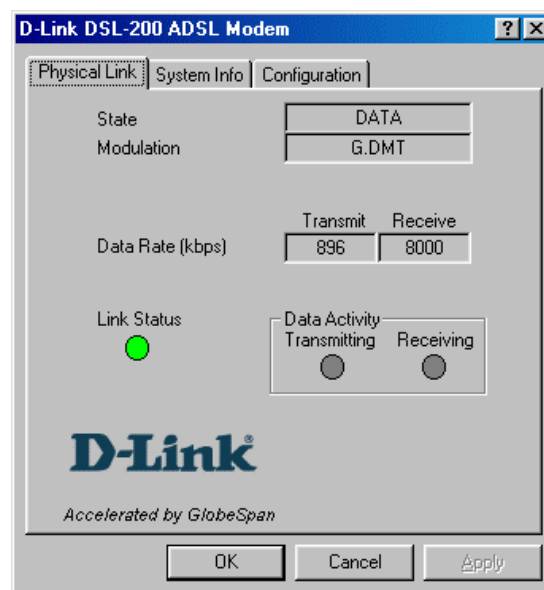 D-Link DSL-200 ADSL Modem
? X
Physical Link System Info Configuration
State DATA
Modulation G.DMT
Transmit Receive
Data Rate (kbps) 896 8000
Link Status
Data Activity
Transmitting Receiving
D-Link®
Accelerated by GlobeSpan
OK Cancel Apply